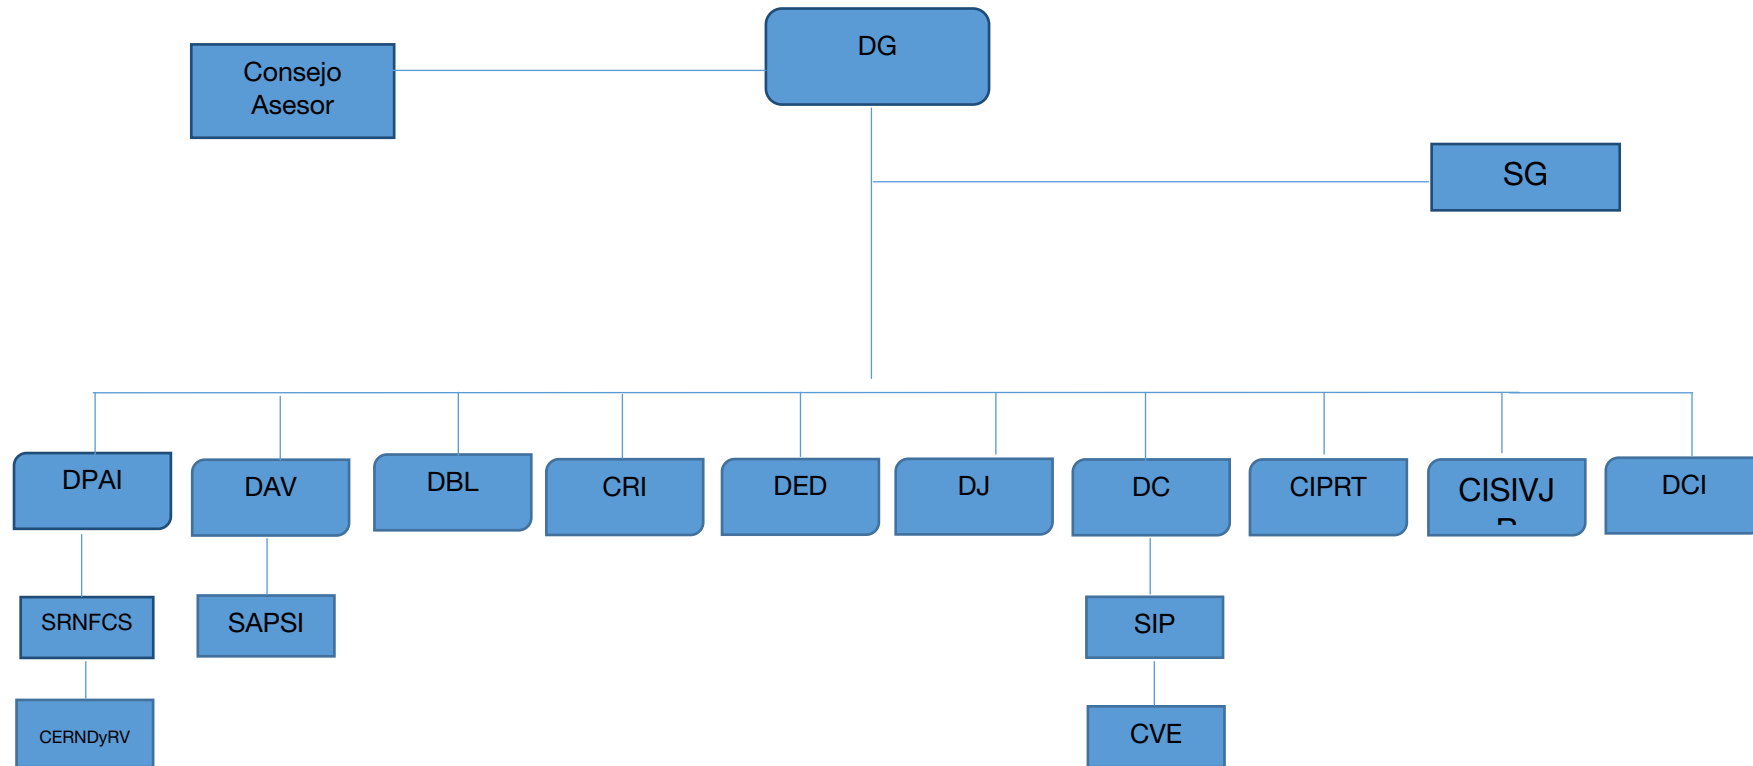 DG
Consejo
Asesor
SG
DPAI
DAV
DBL
CRI
DED
DJ
DC
CIPRT
CISIVJ
DCI
SRNFCS
SAPSI
SIP
CERNDyRV
CVE